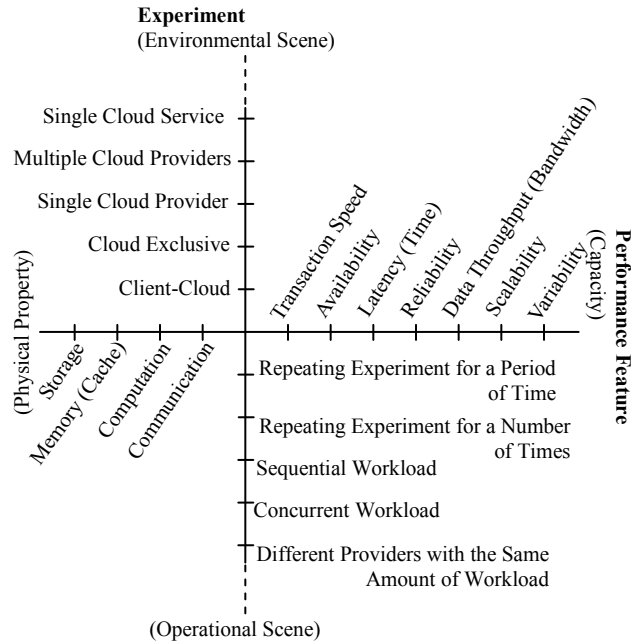 Experiment
(Environmental Scene)
Single Cloud Service
Multiple Cloud Providers
Single Cloud Provider
Cloud Exclusive
Client-Cloud
Transaction Speed
Availability
Latency (Time)
Reliability
Data Throughput (Bandwidth)
Scalability
Variability
(Capacity)
Performance Feature
(Physical Property)
Storage
Memory (Cache)
Computation
Communication
Repeating Experiment for a Period
of Time
Repeating Experiment for a Number
of Times
Sequential Workload
Concurrent Workload
Different Providers with the Same
Amount of Workload
(Operational Scene)